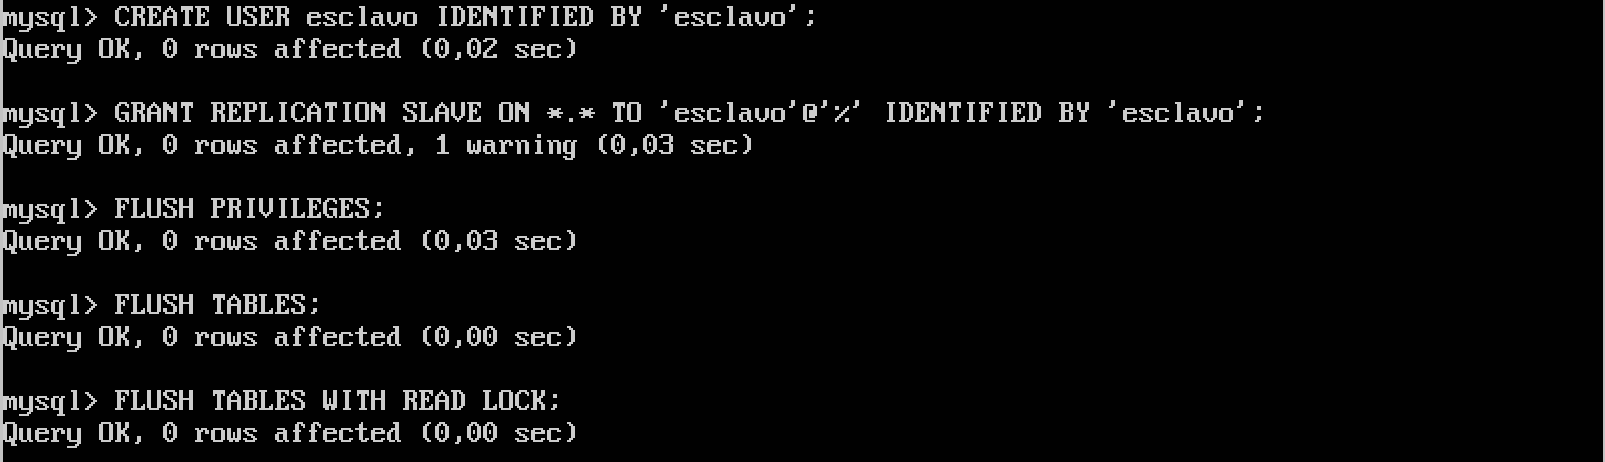 mysql> CREATE USER esclavo IDENTIFIED BY 'esclavo';
Query OK, 0 rows affected (0,02 sec)
mysql> GRANT REPLICATION SLAVE ON *.* TO 'esclavo'@'%' IDENTIFIED BY 'esclavo';
Query OK, 0 rows affected, 1 warning (0,03 sec)
mysql> FLUSH PRIVILEGES;
Query OK, 0 rows affected (0,03 sec)
mysql> FLUSH TABLES;
Query OK, 0 rows affected (0,00 sec)
mysql> FLUSH TABLES WITH READ LOCK;
Query OK, 0 rows affected (0,00 sec)